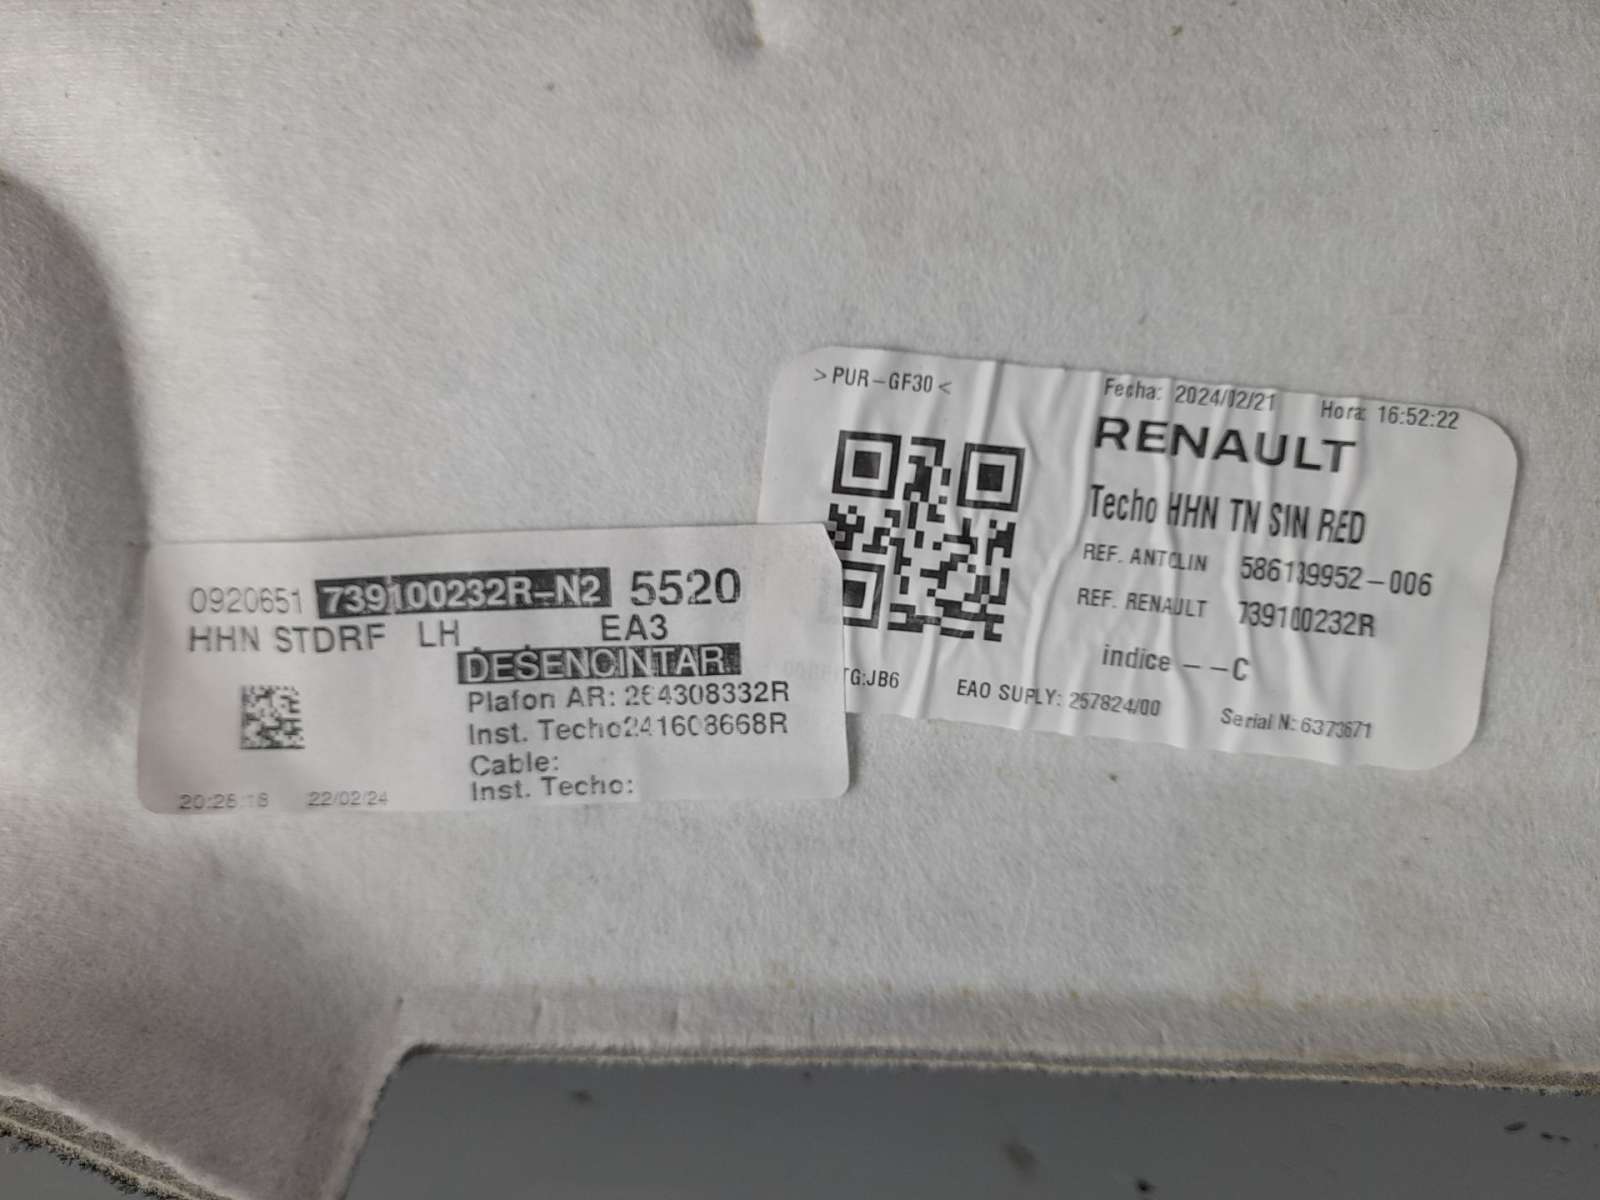 >PUR-GF30<
Fecha: 2024/02/21 Hora: 16:52:22
RENAULT
Techo HHN TN SIN RED
REF. ANTOLIN 586139952-006
REF. RENAULT 739100232R
indice --C
TG:JB6
EAO SUPLY: 257824/00
Serial N: 6373671
0920651 739100232R-N2 5520
HHN STDRF LH EA3
DESENCINTAR
Plafon AR: 264308332R
Inst. Techo241608668R
Cable:
Inst. Techo:
20:28:18 22/02/24